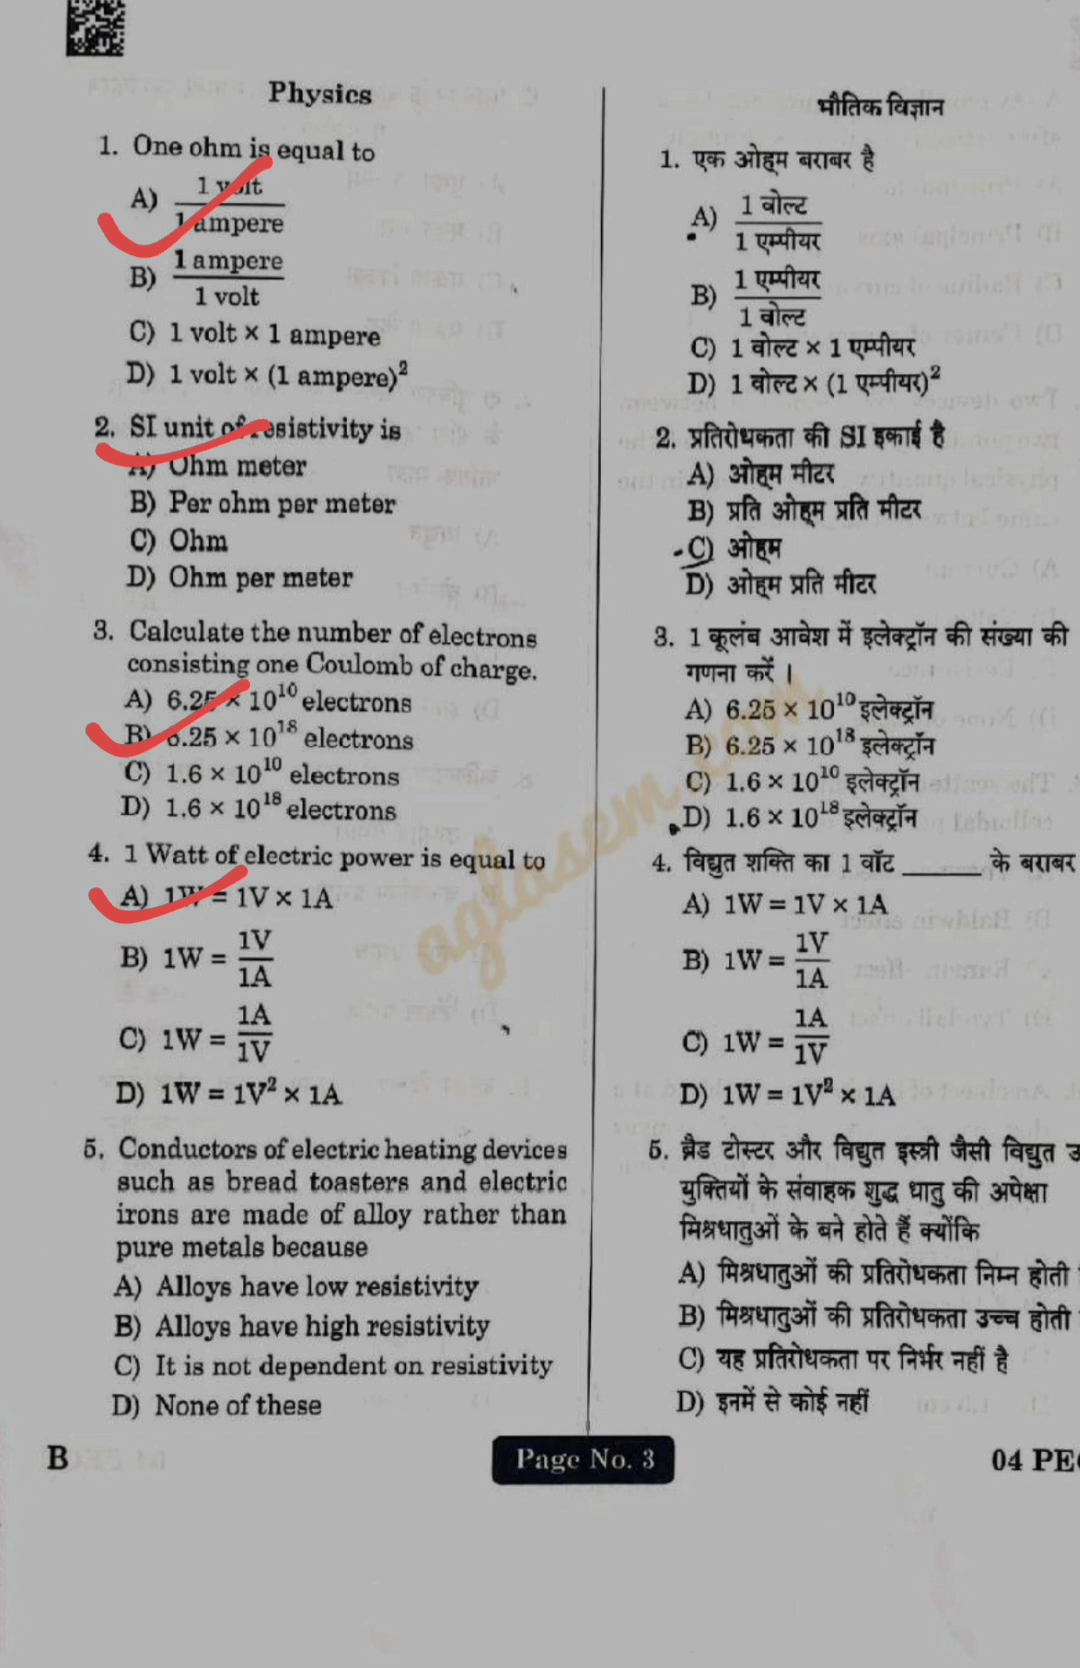 Physics
1. One ohm is equal to
A) 1 volt
1 ampere
B) 1 ampere
1 volt
C) 1 volt × 1 ampere
D) 1 volt × (1 ampere)²
2. SI unit of resistivity is
A) Ohm meter
B) Per ohm per meter
C) Ohm
D) Ohm per meter
3. Calculate the number of electrons
consisting one Coulomb of charge.
A) 6.25 × 10¹⁰ electrons
B) 6.25 × 10¹⁸ electrons
C) 1.6 × 10¹⁰ electrons
D) 1.6 × 10¹⁸ electrons
4. 1 Watt of electric power is equal to
A) 1W = 1V × 1A
B) 1W = 1V
1A
C) 1W = 1A
1V
D) 1W = 1V² × 1A
5. Conductors of electric heating devices
such as bread toasters and electric
irons are made of alloy rather than
pure metals because
A) Alloys have low resistivity
B) Alloys have high resistivity
C) It is not dependent on resistivity
D) None of these
भौतिक विज्ञान
1. एक ओह्म बराबर है
A) 1 वोल्ट
1 एम्पीयर
B) 1 एम्पीयर
1 वोल्ट
C) 1 वोल्ट × 1 एम्पीयर
D) 1 वोल्ट × (1 एम्पीयर)²
2. प्रतिरोधकता की SI इकाई है
A) ओह्म मीटर
B) प्रति ओह्म प्रति मीटर
C) ओह्म
D) ओह्म प्रति मीटर
3. 1 कूलंब आवेश में इलेक्ट्रॉन की संख्या की
गणना करें ।
A) 6.25 × 10¹⁰ इलेक्ट्रॉन
B) 6.25 × 10¹⁸ इलेक्ट्रॉन
C) 1.6 × 10¹⁰ इलेक्ट्रॉन
D) 1.6 × 10¹⁸ इलेक्ट्रॉन
4. विद्युत शक्ति का 1 वॉट ______ के बराबर
A) 1W = 1V × 1A
B) 1W = 1V
1A
C) 1W = 1A
1V
D) 1W = 1V² × 1A
5. ब्रैड टोस्टर और विद्युत इस्त्री जैसी विद्युत
युक्तियों के संवाहक शुद्ध धातु की अपेक्षा
मिश्रधातुओं के बने होते हैं क्योंकि
A) मिश्रधातुओं की प्रतिरोधकता निम्न होती
B) मिश्रधातुओं की प्रतिरोधकता उच्च होती
C) यह प्रतिरोधकता पर निर्भर नहीं है
D) इनमें से कोई नहीं
aglasem.com
B
Page No. 3
04